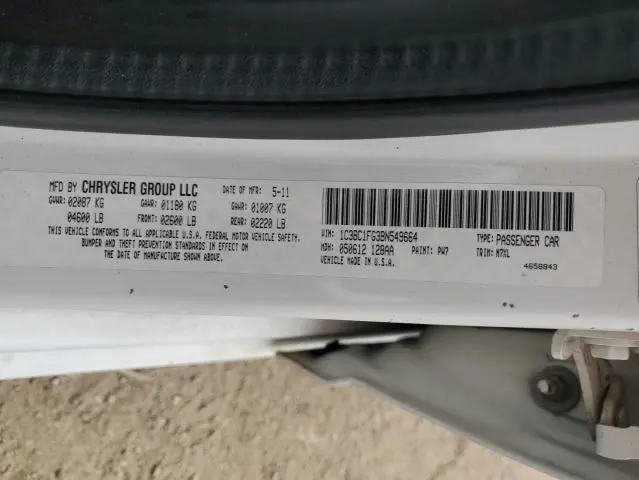 MFD BY CHRYSLER GROUP LLC DATE OF MFR: 5-11
GVWR: 02087 KG GAWR: 01180 KG GAWR: 01007 KG
04600 LB FRONT: 02600 LB REAR: 02220 LB
THIS VEHICLE CONFORMS TO ALL APPLICABLE U.S.A. FEDERAL MOTOR VEHICLE SAFETY,
BUMPER AND THEFT PREVENTION STANDARDS IN EFFECT ON
THE DATE OF MANUFACTURE SHOWN ABOVE.
VIN: 1C3BC1FG3BN549664 TYPE: PASSENGER CAR
MDH: 050612 128AA PAINT: PW7 TRIM: N7XL
VEHICLE MADE IN U.S.A. 4658843